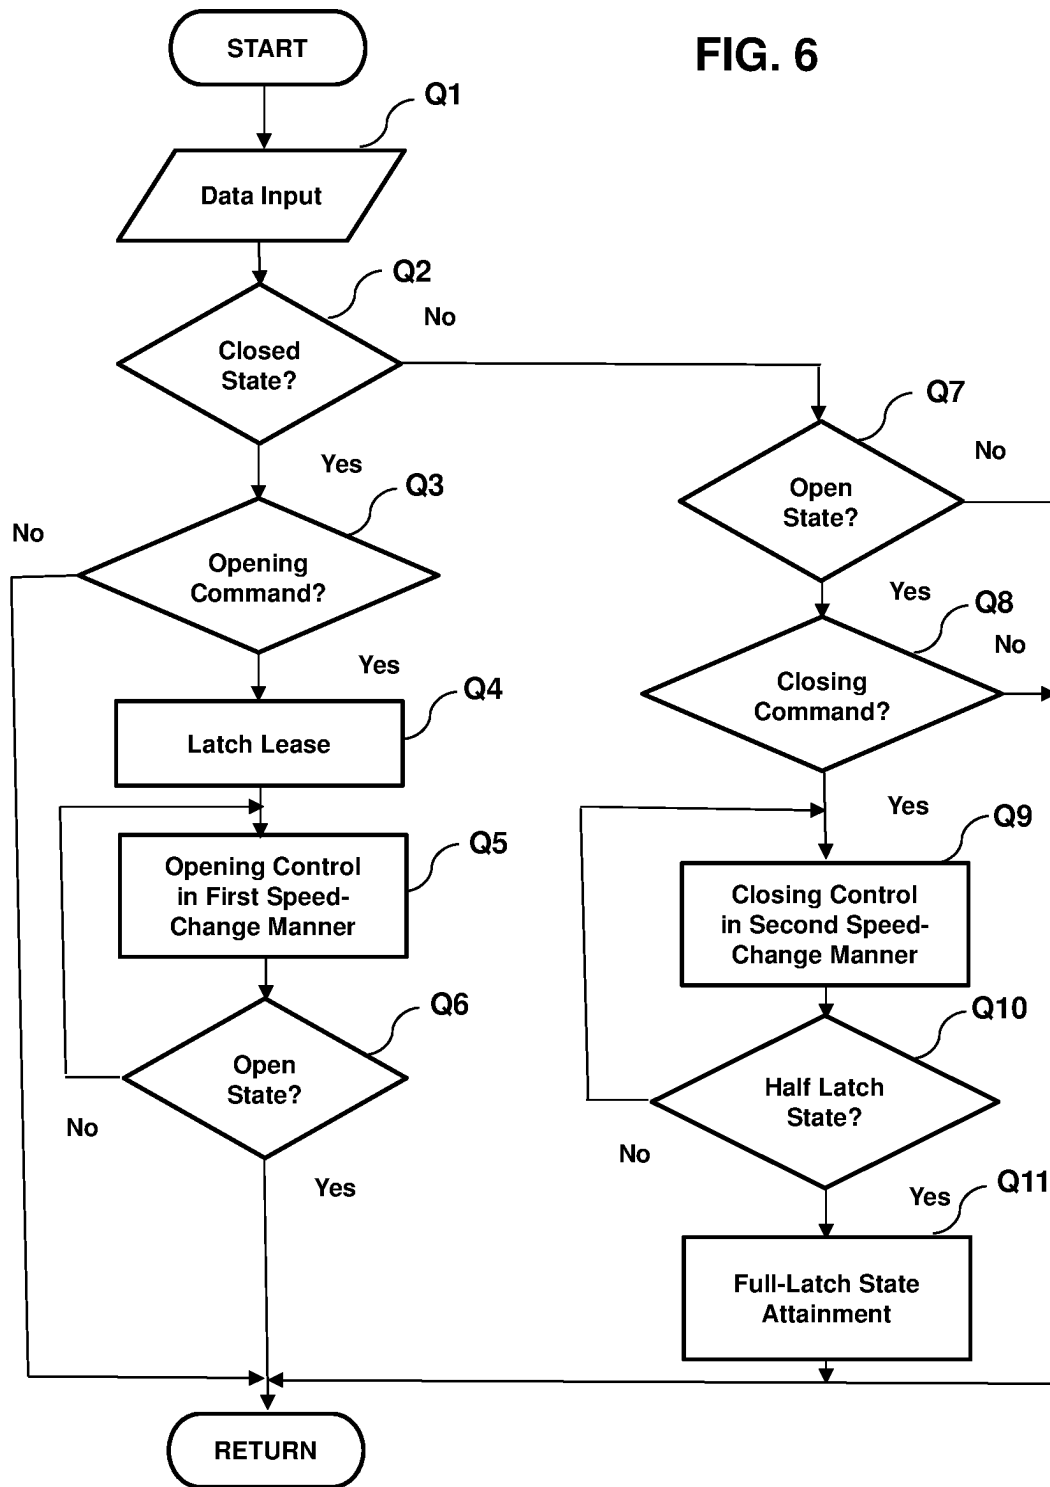 START
FIG. 6
Q1
Data Input
Q2
No
Closed
State?
Q7
No
Yes
Open
State?
Q3
No
Opening
Command?
Yes
Q8
No
Yes
Closing
Command?
Q4
Latch Lease
Yes
Q9
Q5
Opening Control
in First Speed-
Change Manner
Closing Control
in Second Speed-
Change Manner
Q6
Q10
Open
State?
Half Latch
State?
No
No
Yes
Yes
Q11
Full-Latch State
Attainment
RETURN